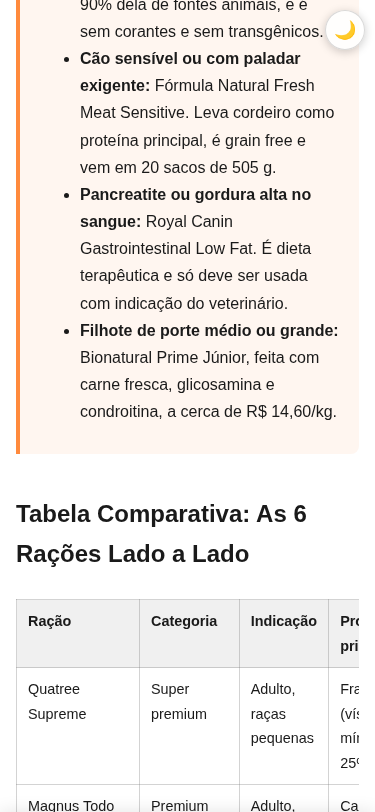 90% dela de fontes animais, e é
sem corantes e sem transgênicos.
Cão sensível ou com paladar
exigente: Fórmula Natural Fresh
Meat Sensitive. Leva cordeiro como
proteína principal, é grain free e
vem em 20 sacos de 505 g.
Pancreatite ou gordura alta no
sangue: Royal Canin
Gastrointestinal Low Fat. É dieta
terapêutica e só deve ser usada
com indicação do veterinário.
Filhote de porte médio ou grande:
Bionatural Prime Júnior, feita com
carne fresca, glicosamina e
condroitina, a cerca de R$ 14,60/kg.
Tabela Comparativa: As 6
Rações Lado a Lado
Ração Categoria Indicação
Quatree Super Adulto,
Supreme premium raças
pequenas
Magnus Todo Premium Adulto,